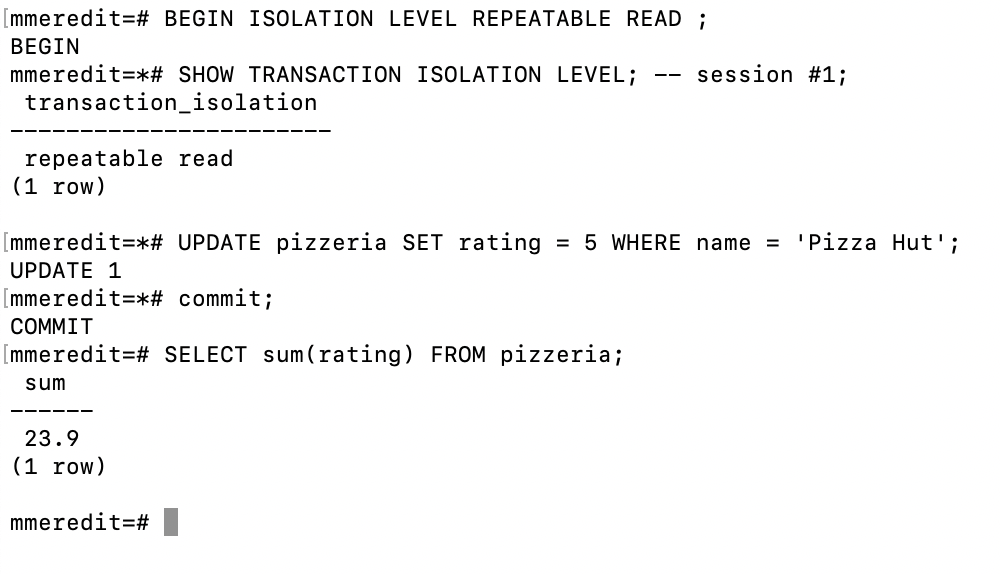 [mmeredit=# BEGIN ISOLATION LEVEL REPEATABLE READ ;
BEGIN
mmeredit=*# SHOW TRANSACTION ISOLATION LEVEL; -- session #1;
 transaction_isolation
-----------------------
 repeatable read
(1 row)

[mmeredit=*# UPDATE pizzeria SET rating = 5 WHERE name = 'Pizza Hut';
UPDATE 1
[mmeredit=*# commit;
COMMIT
[mmeredit=# SELECT sum(rating) FROM pizzeria;
 sum
------
 23.9
(1 row)

mmeredit=#